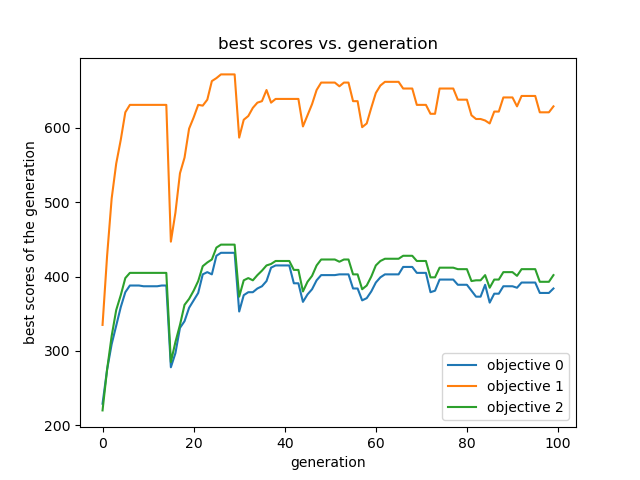 best scores vs. generation
best scores of the generation
600
500
400
300
200
0
20
40
60
80
100
generation
objective 0
objective 1
objective 2